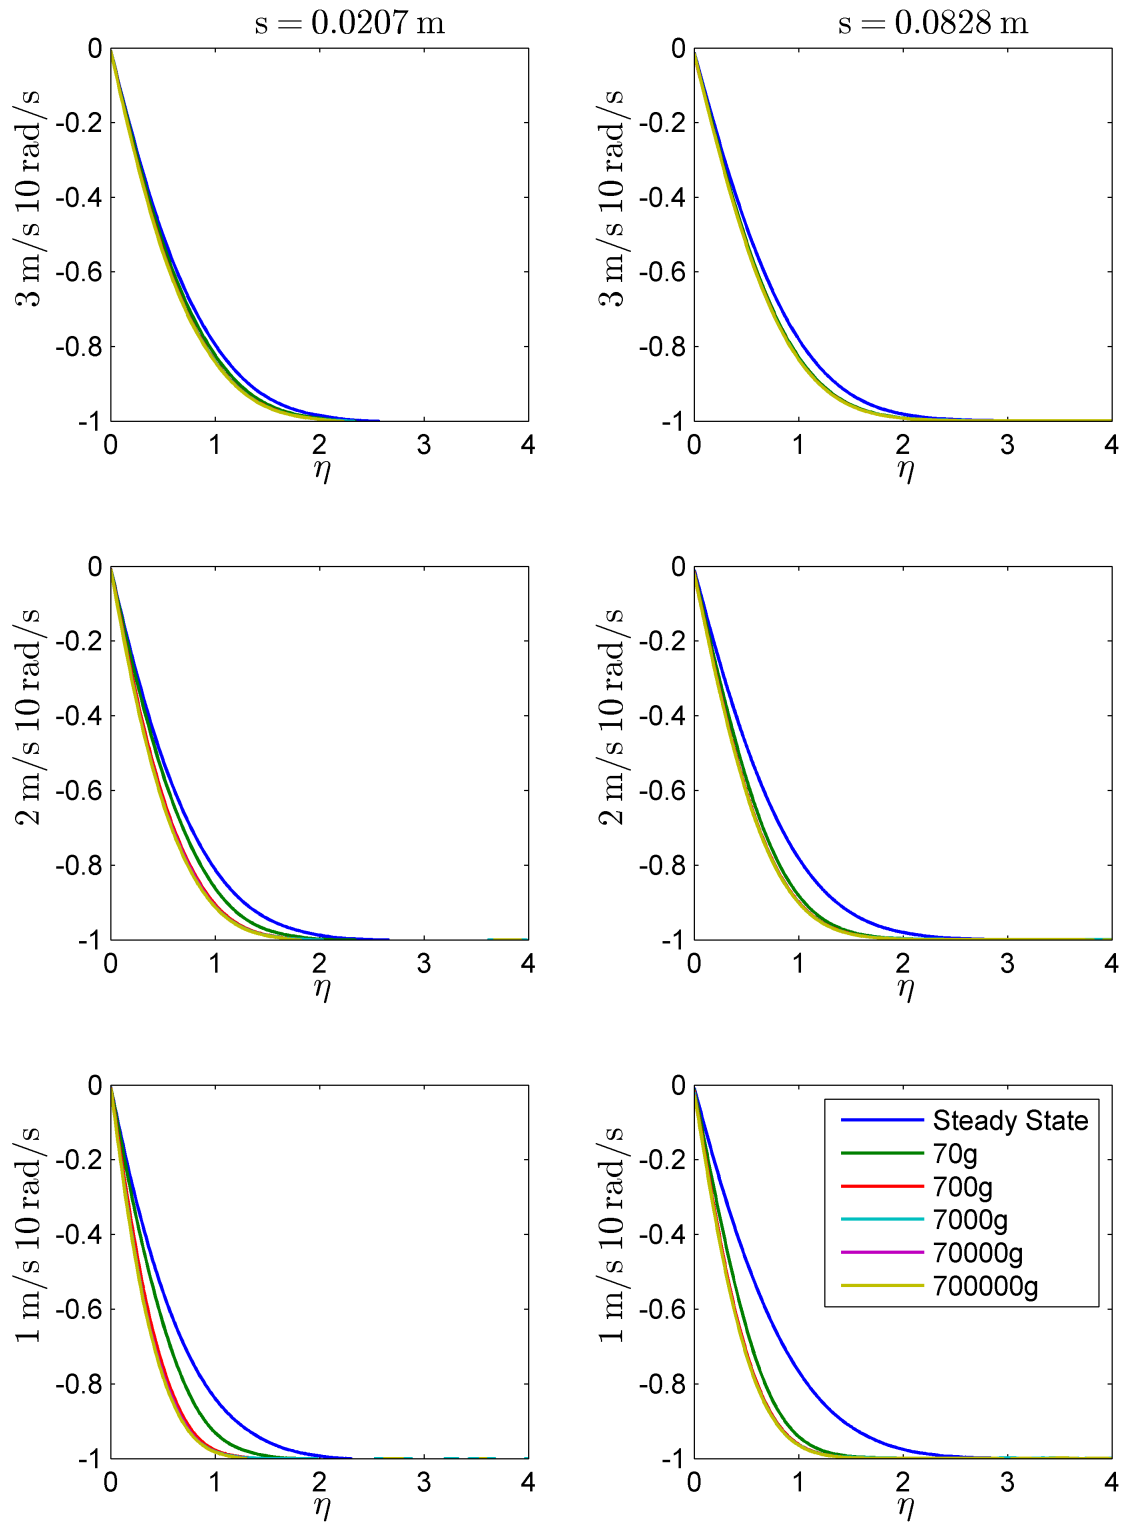 s = 0.0207 m
s = 0.0828 m
3 m/s 10 rad/s
0
-0.2
-0.4
-0.6
-0.8
-1
0 1 2 3 4
η
3 m/s 10 rad/s
0
-0.2
-0.4
-0.6
-0.8
-1
0 1 2 3 4
η
2 m/s 10 rad/s
0
-0.2
-0.4
-0.6
-0.8
-1
0 1 2 3 4
η
2 m/s 10 rad/s
0
-0.2
-0.4
-0.6
-0.8
-1
0 1 2 3 4
η
1 m/s 10 rad/s
0
-0.2
-0.4
-0.6
-0.8
-1
0 1 2 3 4
η
1 m/s 10 rad/s
0
-0.2
-0.4
-0.6
-0.8
-1
0 1 2 3 4
η
Steady State
70g
700g
7000g
70000g
700000g